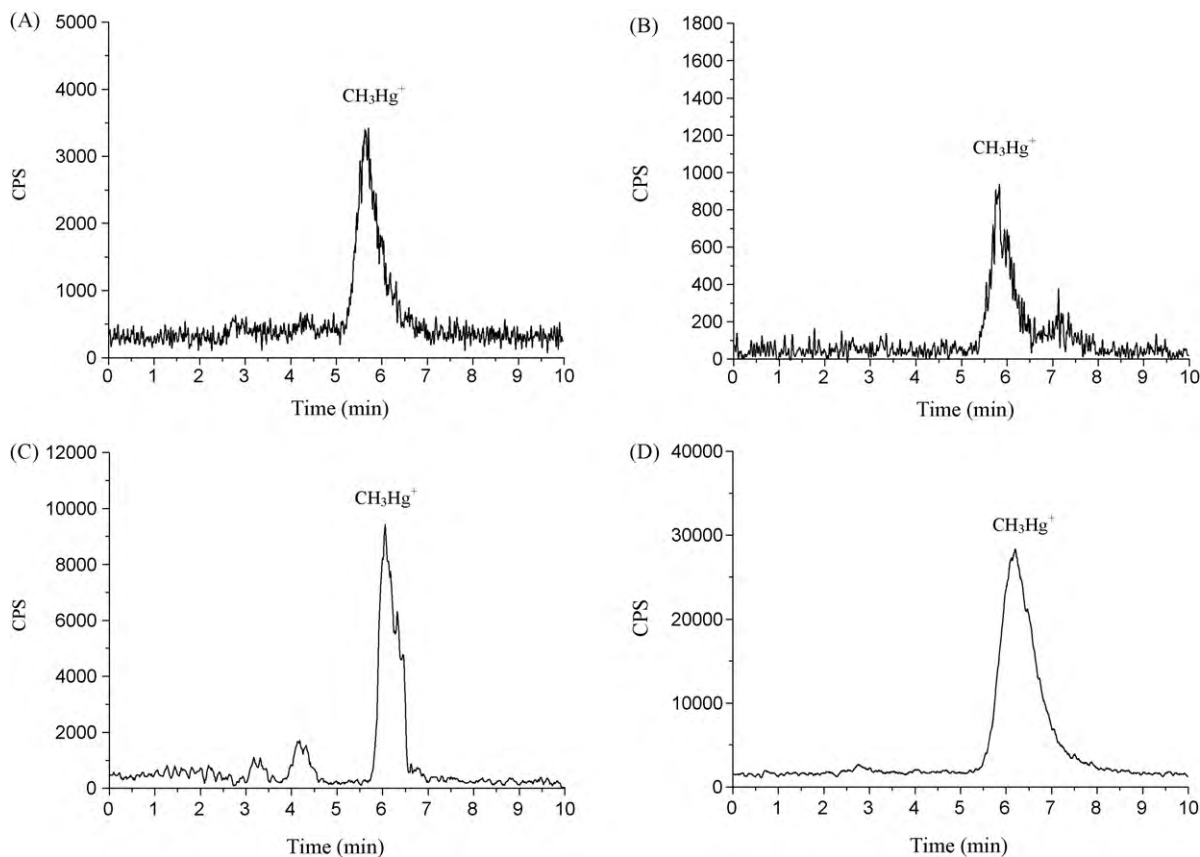 (A)
5000
4000
3000
2000
1000
0
CPS
CH₃Hg⁺
0 1 2 3 4 5 6 7 8 9 10
Time (min)
(B)
1800
1600
1400
1200
1000
800
600
400
200
0
CPS
CH₃Hg⁺
0 1 2 3 4 5 6 7 8 9 10
Time (min)
(C)
12000
10000
8000
6000
4000
2000
0
CPS
CH₃Hg⁺
0 1 2 3 4 5 6 7 8 9 10
Time (min)
(D)
40000
30000
20000
10000
0
CPS
CH₃Hg⁺
0 1 2 3 4 5 6 7 8 9 10
Time (min)